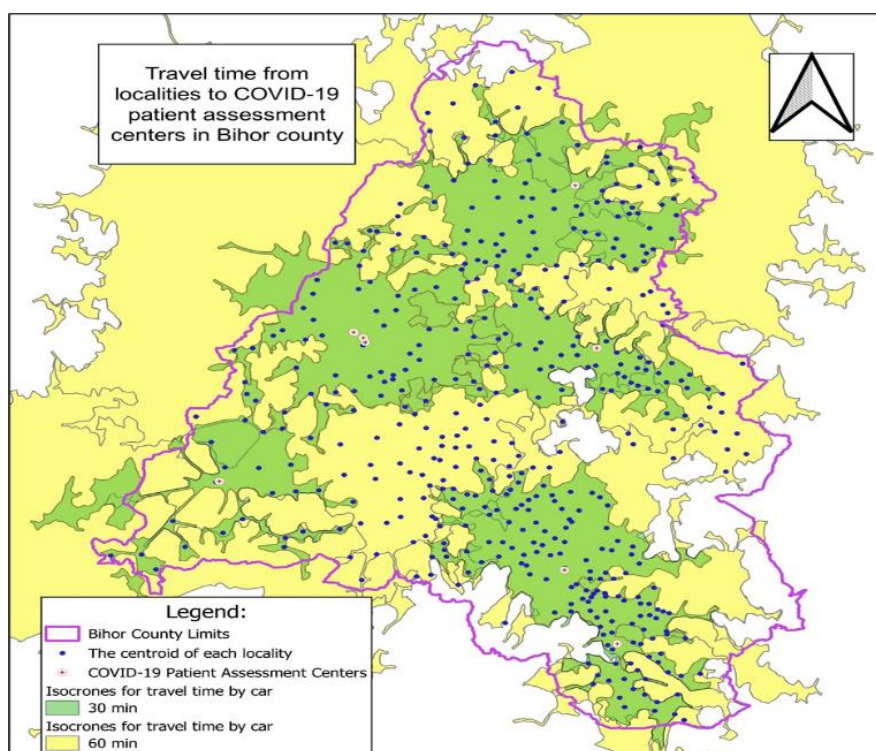 Travel time from
localities to COVID-19
patient assessment
centers in Bihor county
Legend:
Bihor County Limits
The centroid of each locality
COVID-19 Patient Assessment Centers
Isocrones for travel time by car
30 min
Isocrones for travel time by car
60 min